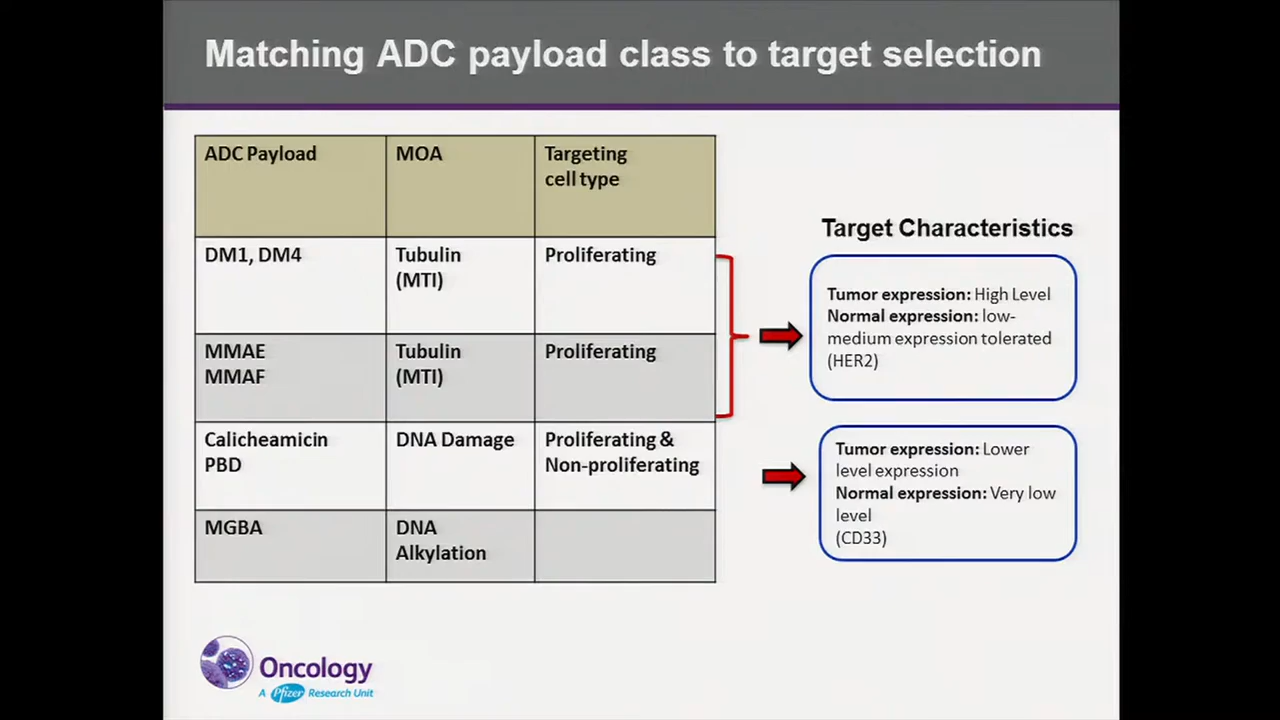 Matching ADC payload class to target selection
ADC Payload
MOA
Targeting
cell type
DM1, DM4
Tubulin
(MTI)
Proliferating
MMAE
MMAF
Tubulin
(MTI)
Proliferating
Calicheamicin
PBD
DNA Damage
Proliferating &
Non-proliferating
MGBA
DNA
Alkylation
Target Characteristics
Tumor expression: High Level
Normal expression: low-
medium expression tolerated
(HER2)
Tumor expression: Lower
level expression
Normal expression: Very low
level
(CD33)
Oncology
A Pfizer Research Unit